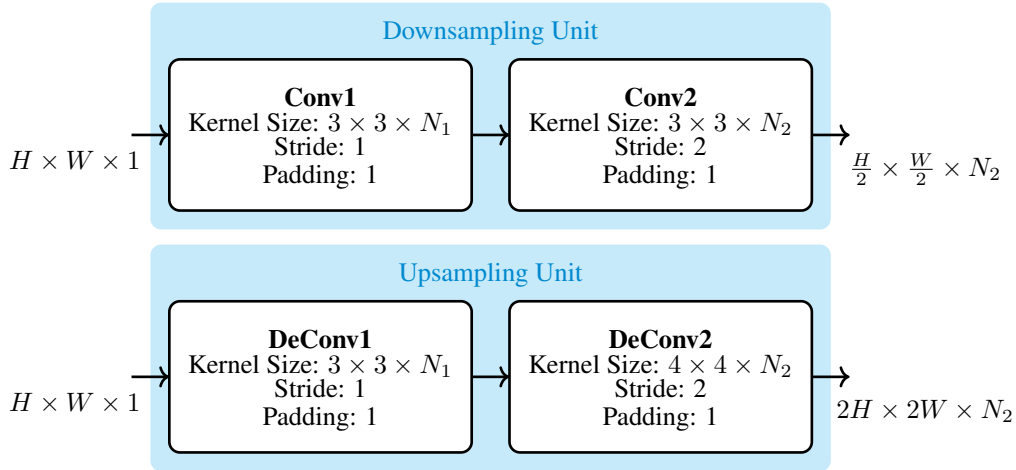 Downsampling Unit
Conv1
Kernel Size: 3 × 3 × N₁
Stride: 1
Padding: 1
Conv2
Kernel Size: 3 × 3 × N₂
Stride: 2
Padding: 1
H × W × 1
H/2 × W/2 × N₂
Upsampling Unit
DeConv1
Kernel Size: 3 × 3 × N₁
Stride: 1
Padding: 1
DeConv2
Kernel Size: 4 × 4 × N₂
Stride: 2
Padding: 1
H × W × 1
2H × 2W × N₂